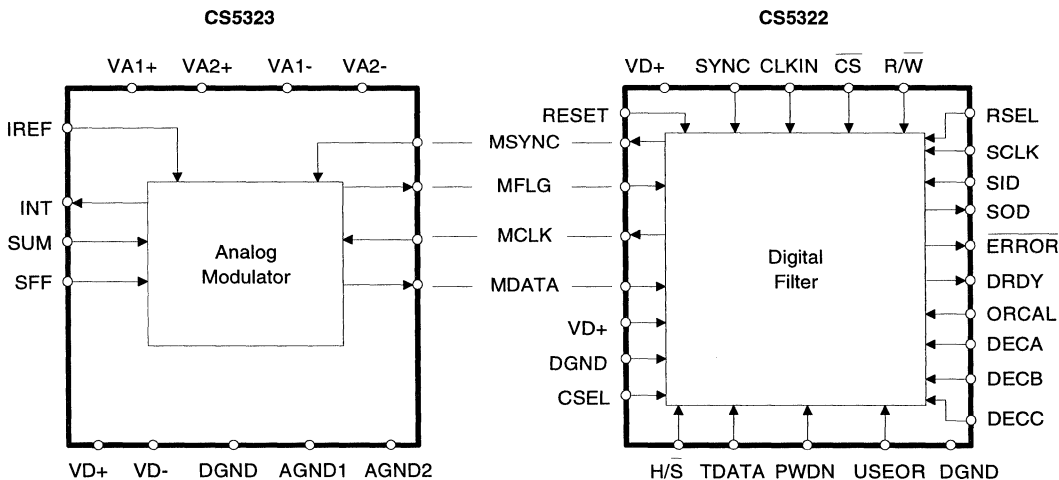 CS5323
CS5322
VA1+ VA2+ VA1- VA2-
VD+ SYNC CLKIN C̅S̅ R/W̅
IREF
INT
SUM
SFF
Analog
Modulator
MSYNC
MFLG
MCLK
MDATA
RESET
VD+
DGND
CSEL
Digital
Filter
RSEL
SCLK
SID
SOD
E̅R̅R̅O̅R̅
DRDY
ORCAL
DECA
DECB
DECC
VD+ VD- DGND AGND1 AGND2
H/S̅ TDATA PWDN USEOR DGND